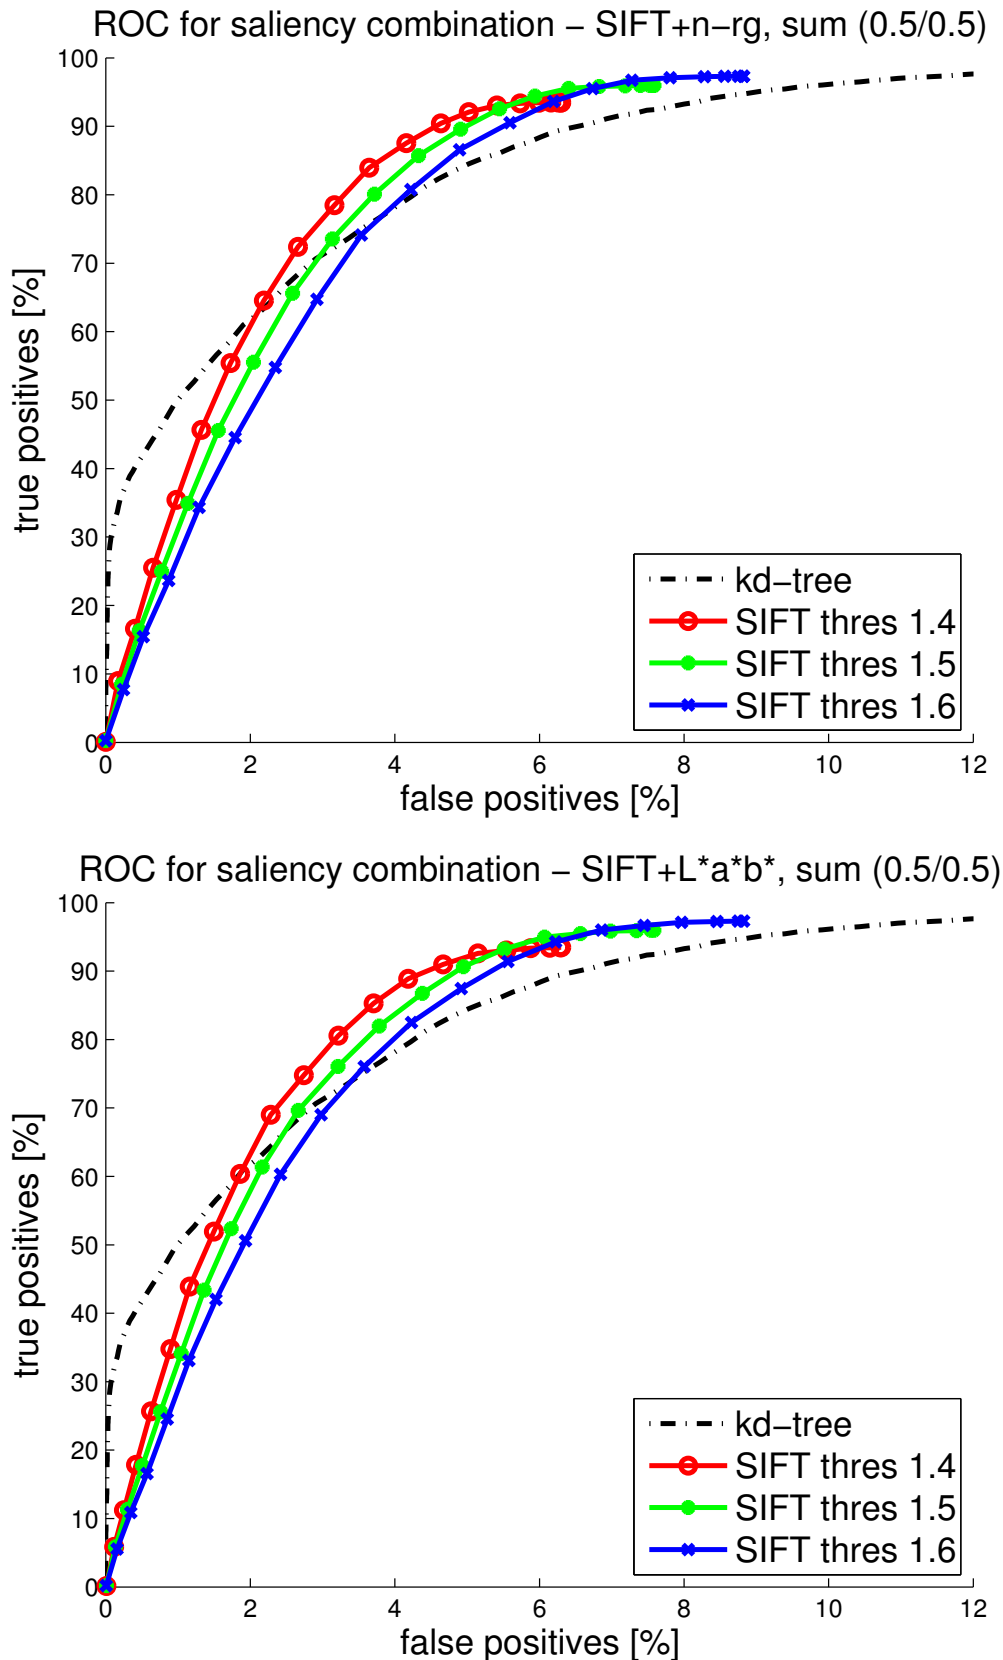 ROC for saliency combination − SIFT+n−rg, sum (0.5/0.5)
100
90
80
70
60
50
40
30
20
10
0
true positives [%]
0 2 4 6 8 10 12
false positives [%]
kd−tree
SIFT thres 1.4
SIFT thres 1.5
SIFT thres 1.6
ROC for saliency combination − SIFT+L*a*b*, sum (0.5/0.5)
100
90
80
70
60
50
40
30
20
10
0
true positives [%]
0 2 4 6 8 10 12
false positives [%]
kd−tree
SIFT thres 1.4
SIFT thres 1.5
SIFT thres 1.6